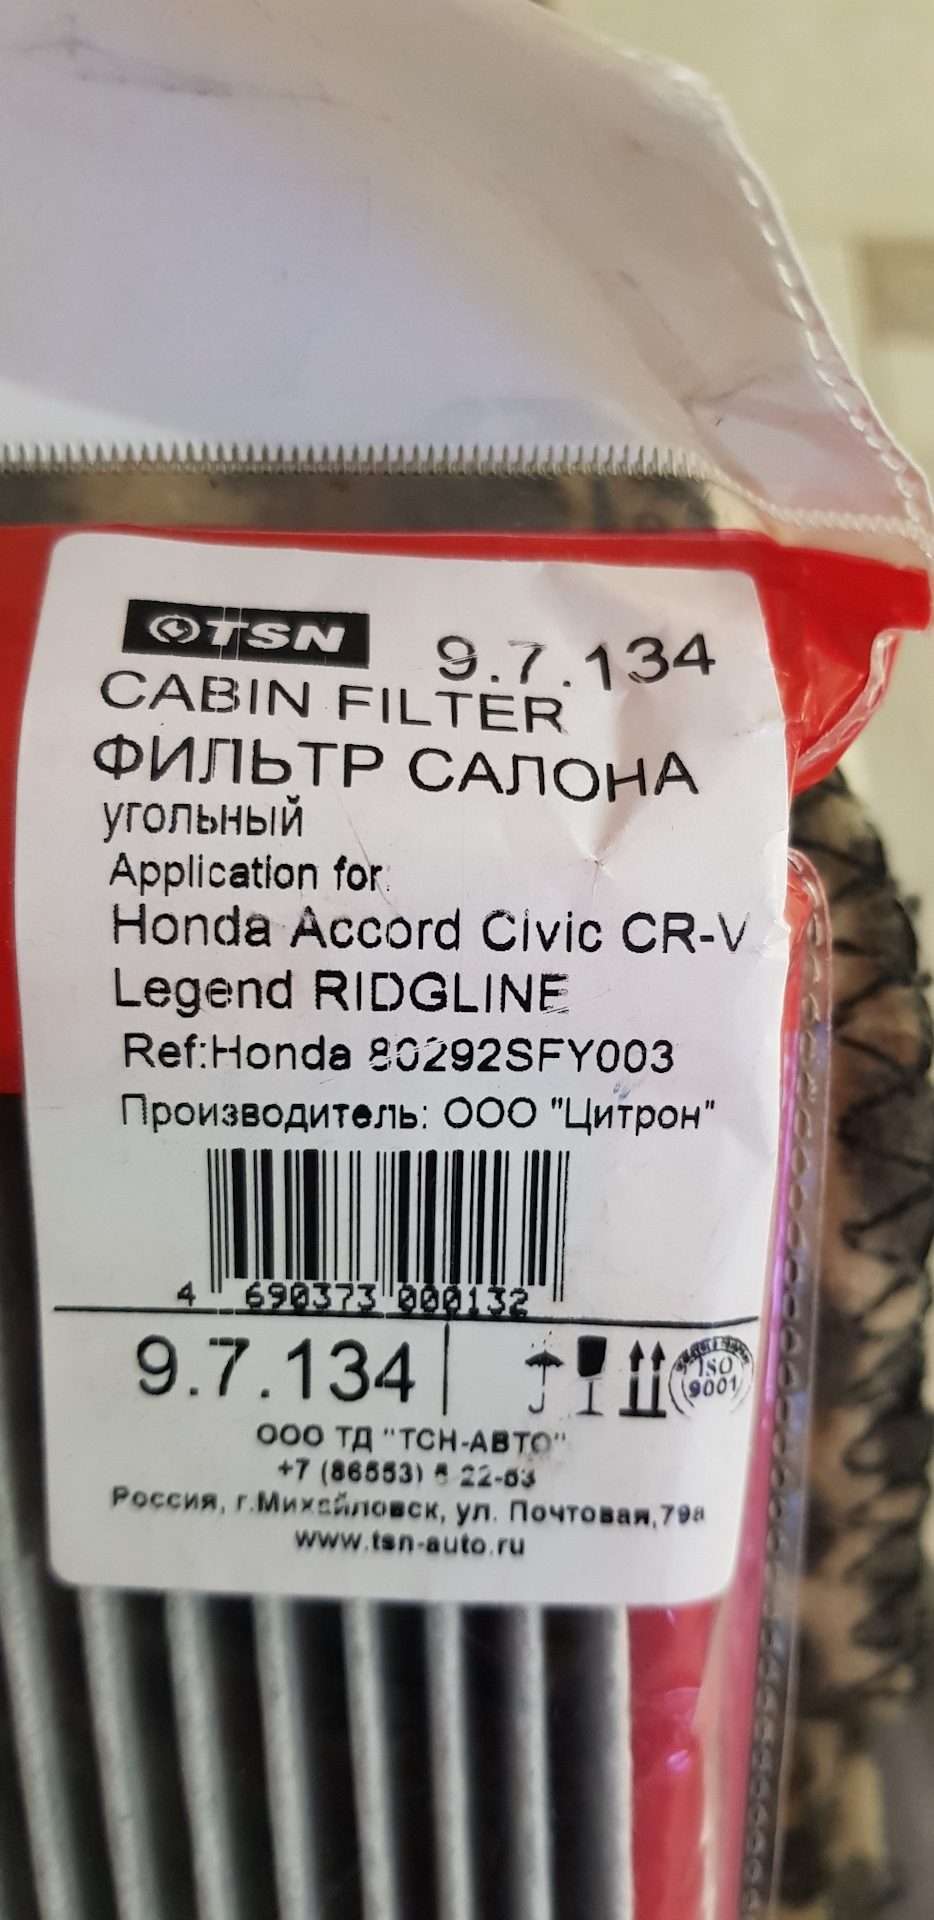 TSN 9.7.134
CABIN FILTER
ФИЛЬТР САЛОНА
угольный
Application for:
Honda Accord Civic CR-V
Legend RIDGLINE
Ref:Honda 80292SFY003
Производитель: ООО "Цитрон"
4 690373 000132
9.7.134
ISO
9001
ООО ТД "ТСН-АВТО"
+7 (86553)
Россия, г.Михайловск, ул. Почтовая,79а
www.tsn-auto.ru